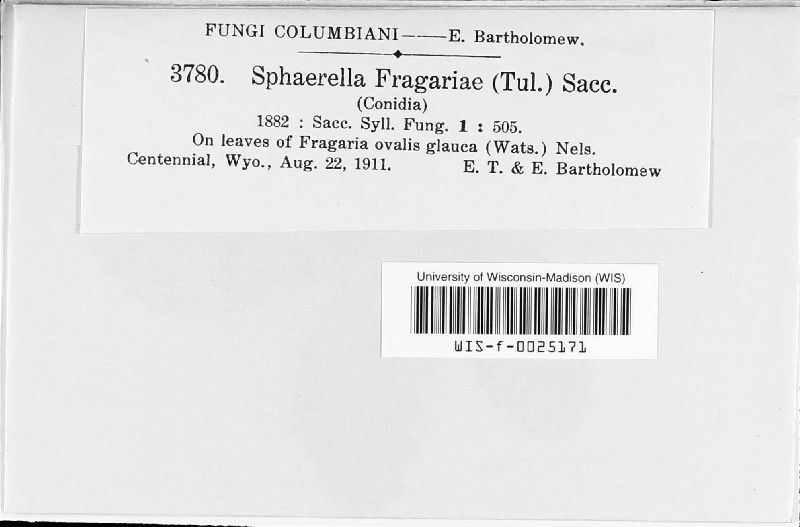 FUNGI COLUMBIANI——E. Bartholomew.
3780. Sphaerella Fragariae (Tul.) Sacc.
(Conidia)
1882 : Sacc. Syll. Fung. 1 : 505.
On leaves of Fragaria ovalis glauca (Wats.) Nels.
Centennial, Wyo., Aug. 22, 1911. E. T. & E. Bartholomew
University of Wisconsin-Madison (WIS)
WIS-f-0025171